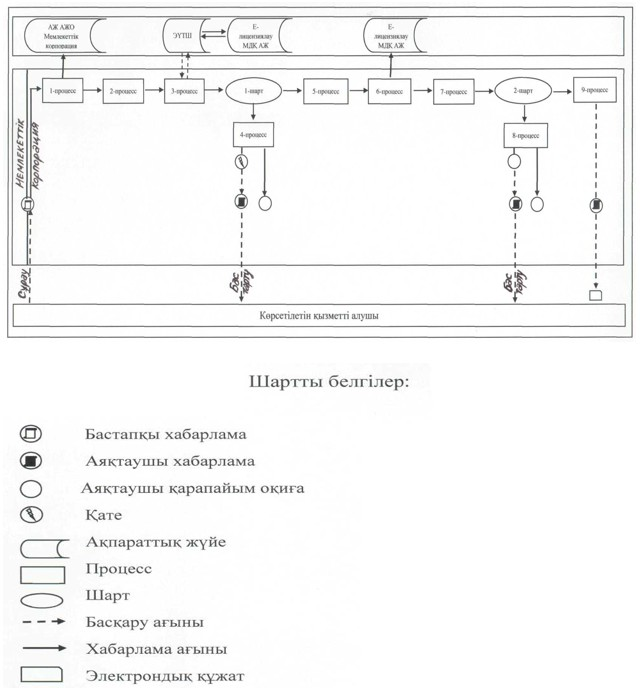 АЖ АЖО
Мемлекеттік
корпорация
ЭҮТШ
Е-
лицензиялау
МДҚ АЖ
Е-
лицензиялау
МДҚ АЖ
1-процесс
2-процесс
3-процесс
1-шарт
5-процесс
6-процесс
7-процесс
2-шарт
9-процесс
4-процесс
8-процесс
Мемлекеттік
корпорация
Сұрау
Бас
тарту
Бас
тарту
Көрсетілетін қызметті алушы
Шартты белгілер:
Бастапқы хабарлама
Аяқтаушы хабарлама
Аяқтаушы қарапайым оқиға
Қате
Ақпараттық жүйе
Процесс
Шарт
Басқару ағыны
Хабарлама ағыны
Электрондық құжат